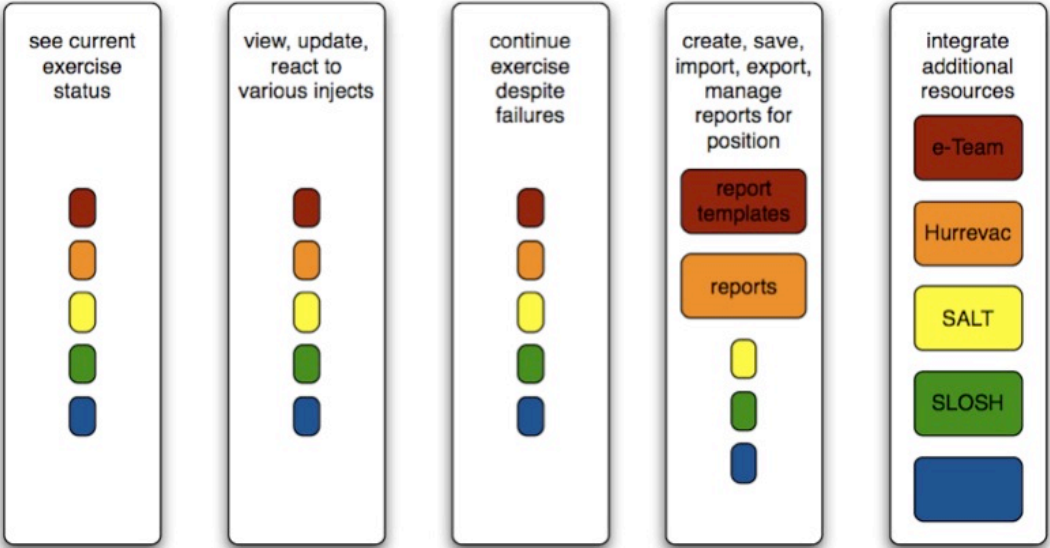 see current
exercise
status
view, update,
react to
various injects
continue
exercise
despite
failures
create, save,
import, export,
manage
reports for
position
report
templates
reports
integrate
additional
resources
e-Team
Hurrevac
SALT
SLOSH